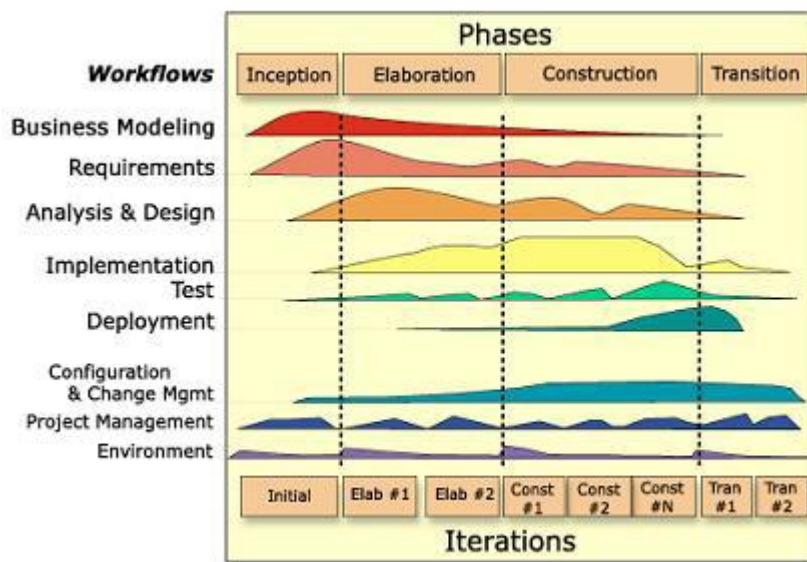 Phases
Workflows
Inception
Elaboration
Construction
Transition
Business Modeling
Requirements
Analysis & Design
Implementation
Test
Deployment
Configuration
& Change Mgmt
Project Management
Environment
Initial
Elab #1
Elab #2
Const
#1
Const
#2
Const
#N
Tran
#1
Tran
#2
Iterations